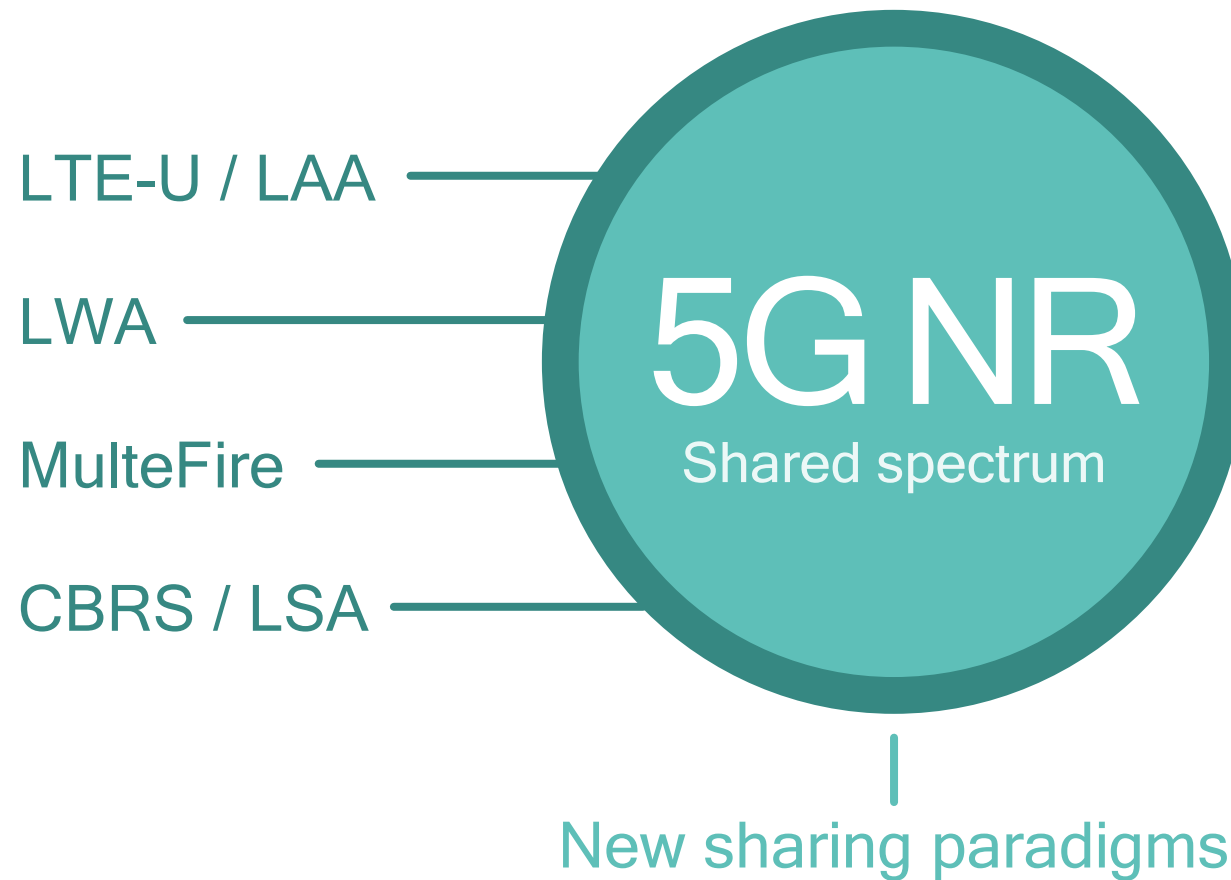 LTE-U / LAA
LWA
MulteFire
CBRS / LSA
5G NR
Shared spectrum
New sharing paradigms